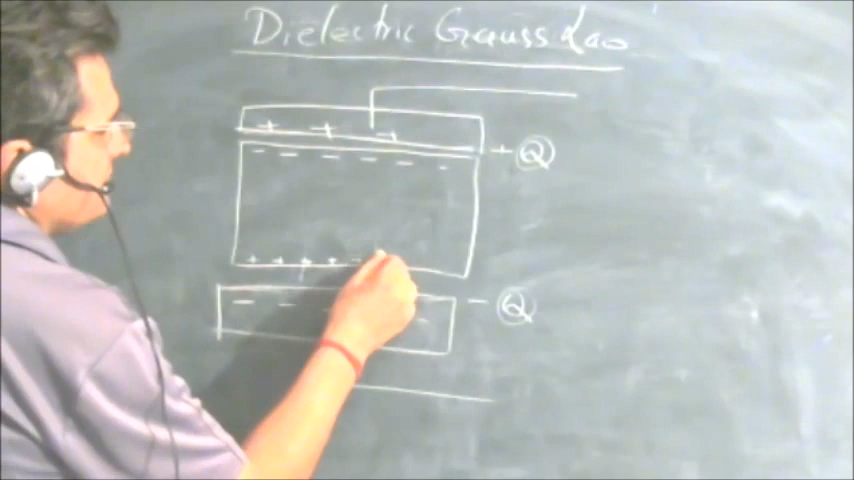 Dielectric Gauss Law
+ + +
+ Q
- - - - - -
+ + + + -
- - -
- Q